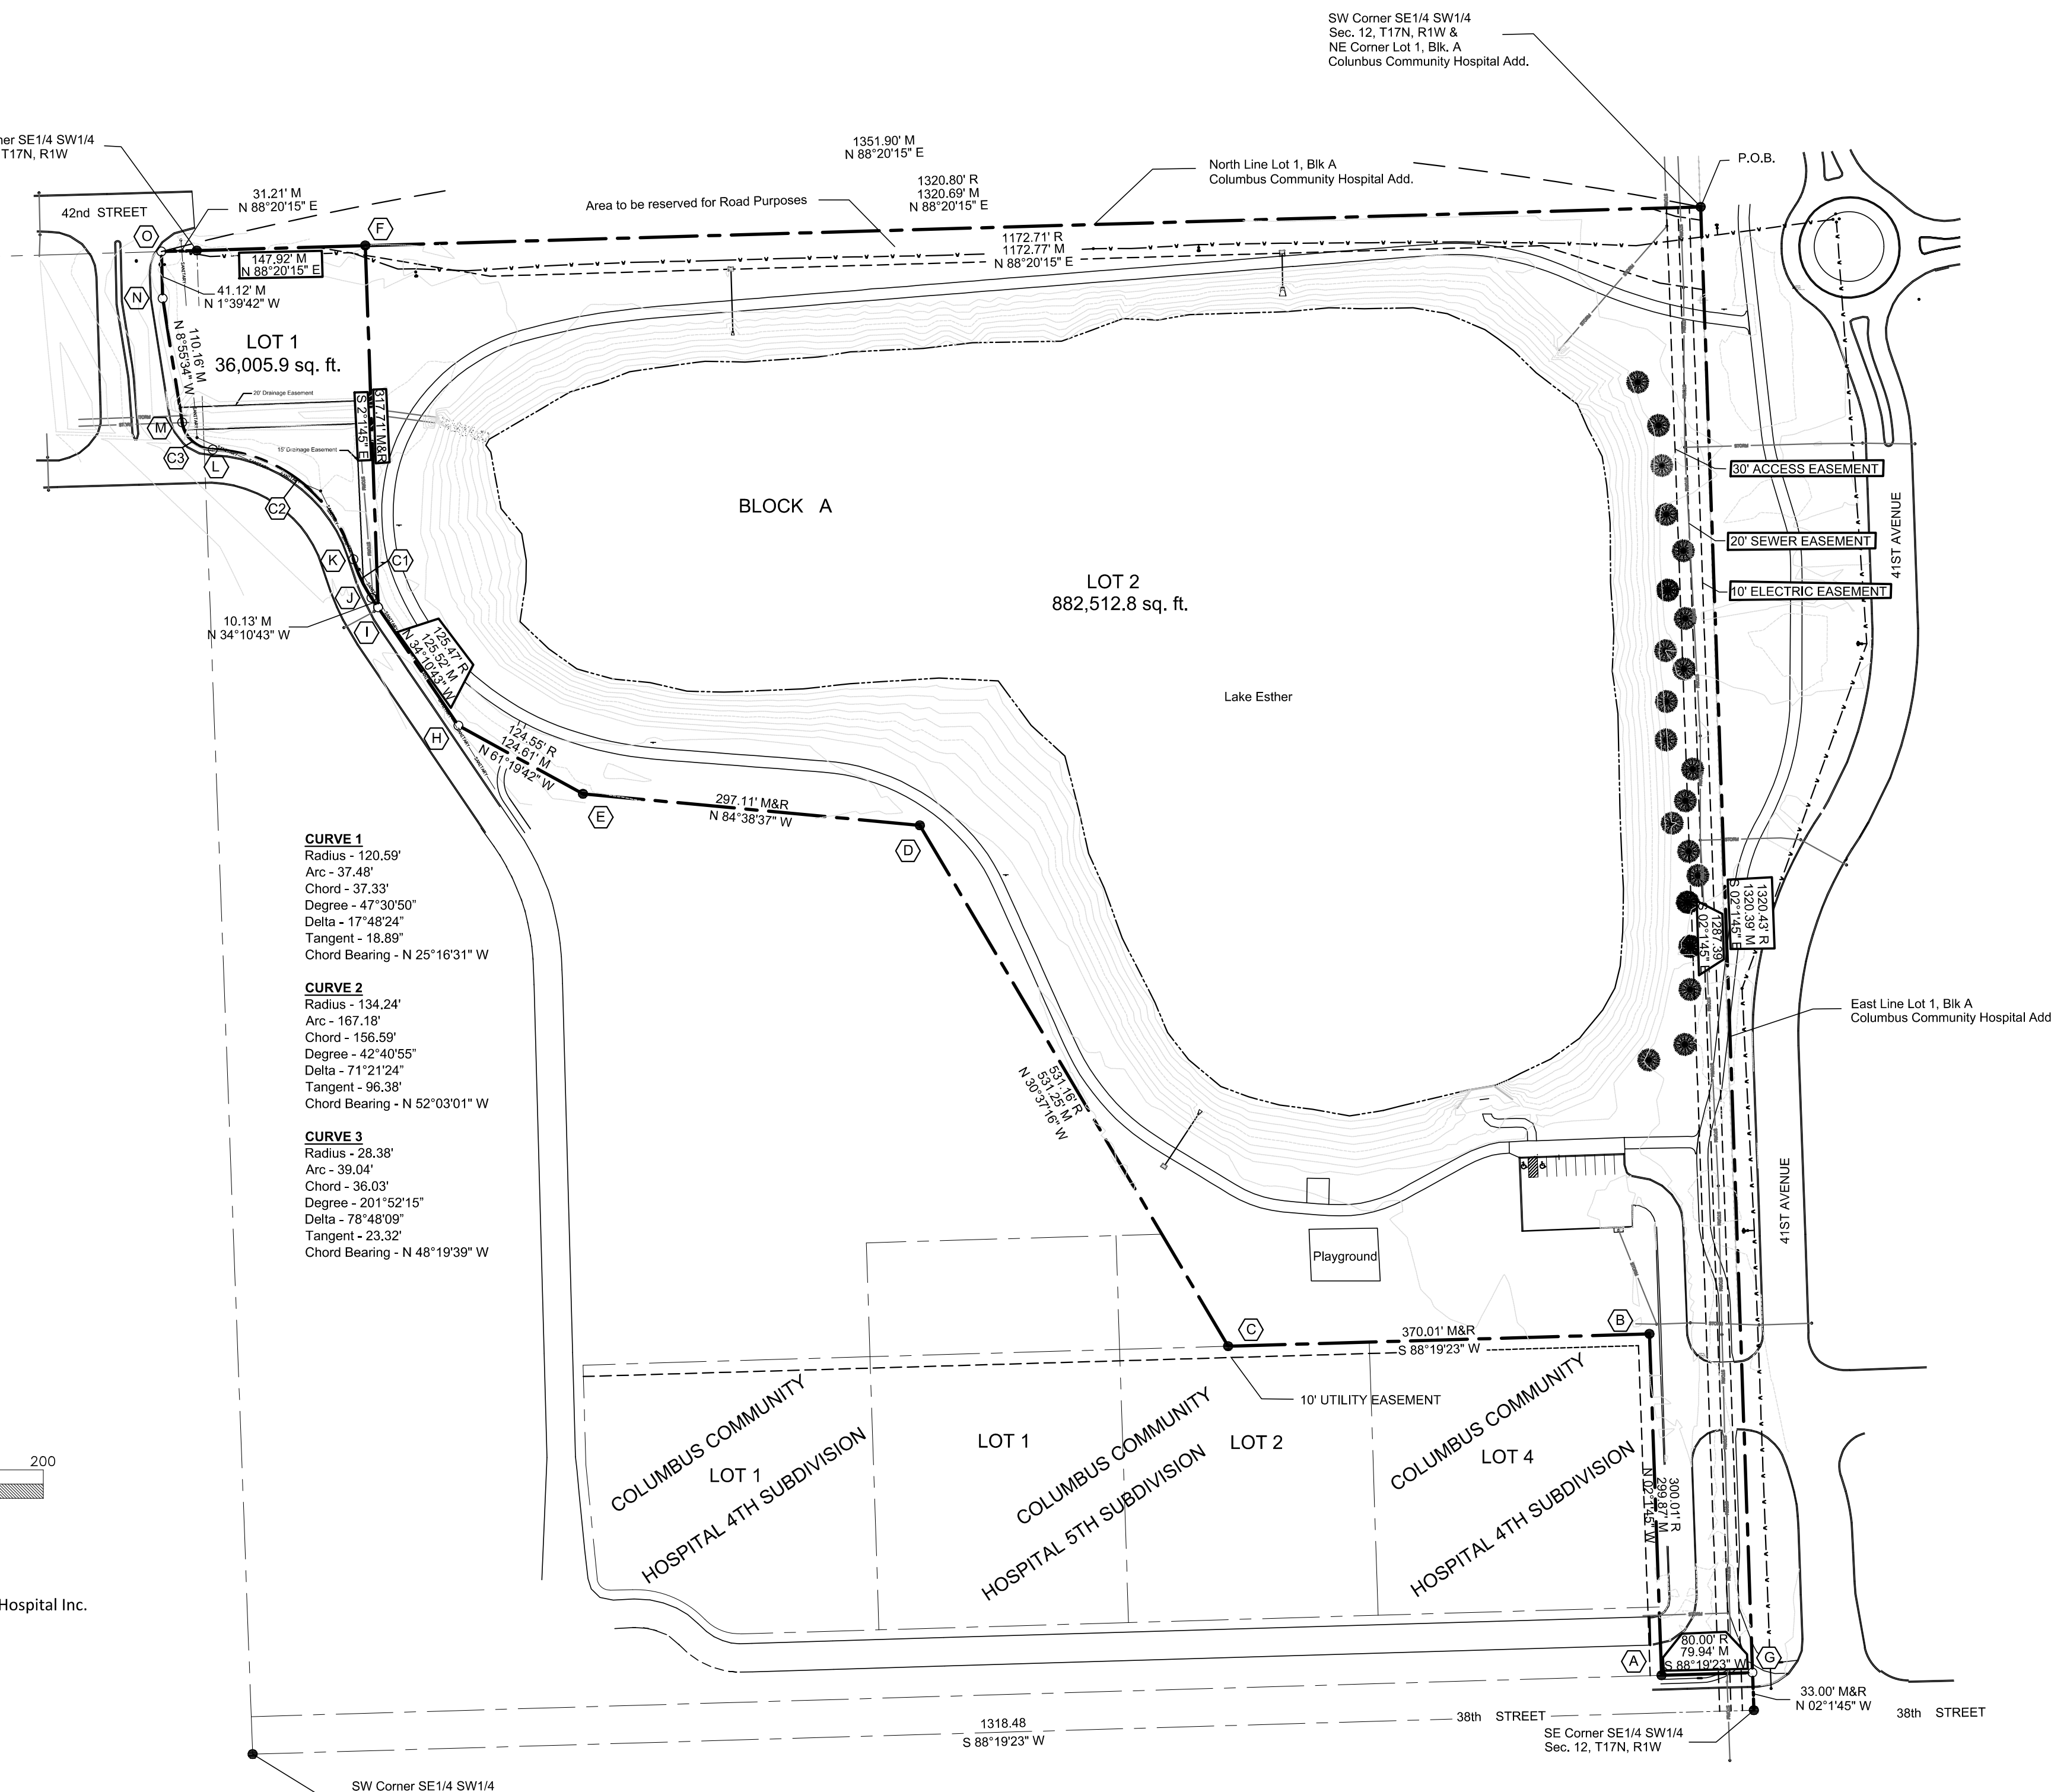 SW Corner SE1/4 SW1/4
Sec. 12, T17N, R1W &
NE Corner Lot 1, Blk. A
Colunbus Community Hospital Add.
ner SE1/4 SW1/4
T17N, R1W
1351.90' M
N 88°20'15" E
P.O.B.
North Line Lot 1, Blk A
Columbus Community Hospital Add.
31.21' M
N 88°20'15" E
1320.80' R
1320.69' M
N 88°20'15" E
Area to be reserved for Road Purposes
42nd STREET
O
F
1172.71' R
1172.77' M
N 88°20'15" E
147.92' M
N 88°20'15" E
41.12' M
N 1°39'42" W
N
110.16' M
N 8°55'34" W
LOT 1
36,005.9 sq. ft.
20' Drainage Easement
317.71' M&R
S 2°1'45" E
M
C3
L
15' Drainage Easement
C2
BLOCK A
30' ACCESS EASEMENT
20' SEWER EASEMENT
10' ELECTRIC EASEMENT
41ST AVENUE
K
C1
J
I
10.13' M
N 34°10'43" W
LOT 2
882,512.8 sq. ft.
125.47' R
125.52' M
N 34°10'43" W
Lake Esther
H
124.55' R
124.61' M
N 61°19'42" W
E
297.11' M&R
N 84°38'37" W
D
CURVE 1
Radius - 120.59'
Arc - 37.48'
Chord - 37.33'
Degree - 47°30'50"
Delta - 17°48'24"
Tangent - 18.89"
Chord Bearing - N 25°16'31" W
CURVE 2
Radius - 134.24'
Arc - 167.18'
Chord - 156.59'
Degree - 42°40'55"
Delta - 71°21'24"
Tangent - 96.38'
Chord Bearing - N 52°03'01" W
CURVE 3
Radius - 28.38'
Arc - 39.04'
Chord - 36.03'
Degree - 201°52'15"
Delta - 78°48'09"
Tangent - 23.32'
Chord Bearing - N 48°19'39" W
1320.43' R
1320.39' M
S 02°1'45" E
1287.39
S 02°1'45" E
East Line Lot 1, Blk A
Columbus Community Hospital Add
531.16' R
531.25' M
N 30°37'16" W
41ST AVENUE
Playground
C
370.01' M&R
S 88°19'23" W
B
10' UTILITY EASEMENT
COLUMBUS COMMUNITY
LOT 1
HOSPITAL 4TH SUBDIVISION
LOT 1
COLUMBUS COMMUNITY
LOT 2
HOSPITAL 5TH SUBDIVISION
COLUMBUS COMMUNITY
LOT 4
HOSPITAL 4TH SUBDIVISION
300.01' R
299.87' M
N 02°1'45" W
200
Hospital Inc.
A
80.00' R
79.94' M
S 88°19'23" W
G
33.00' M&R
N 02°1'45" W
38th STREET
38th STREET
1318.48
S 88°19'23" W
SE Corner SE1/4 SW1/4
Sec. 12, T17N, R1W
SW Corner SE1/4 SW1/4